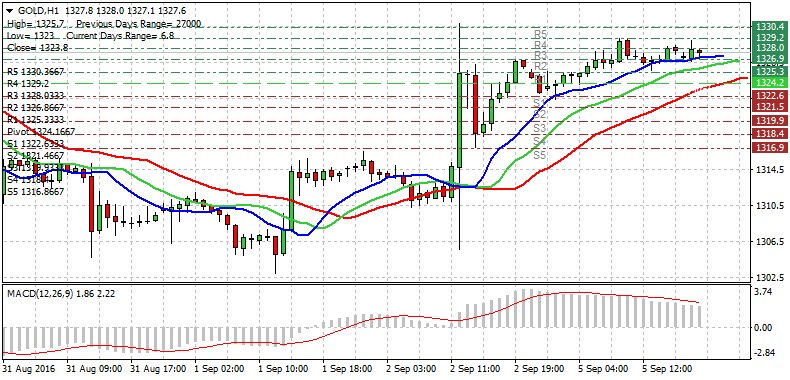 GOLD,H1 1327.8 1328.0 1327.1 1327.6
High= 1325.7 Previous Days Range= 27000
Low= 1323 Current Days Range= 6.8
Close= 1323.8
R5 1330.3667
R4 1329.2
R3 1328.0333
R2 1326.8667
R1 1325.3333
Pivot 1324.1667
S1 1322.6333
S2 1321.4667
S5 1316.8667
R5
R4
R3
R2
S3
S4
S5
1330.4
1329.2
1328.0
1326.9
1325.3
1324.2
1322.6
1321.5
1319.9
1318.4
1316.9
1314.5
1310.5
1306.5
1302.5
MACD(12,26,9) 1.86 2.22
3.74
0.00
-2.84
31 Aug 2016
31 Aug 09:00
31 Aug 17:00
1 Sep 02:00
1 Sep 10:00
1 Sep 18:00
2 Sep 03:00
2 Sep 11:00
2 Sep 19:00
5 Sep 04:00
5 Sep 12:00